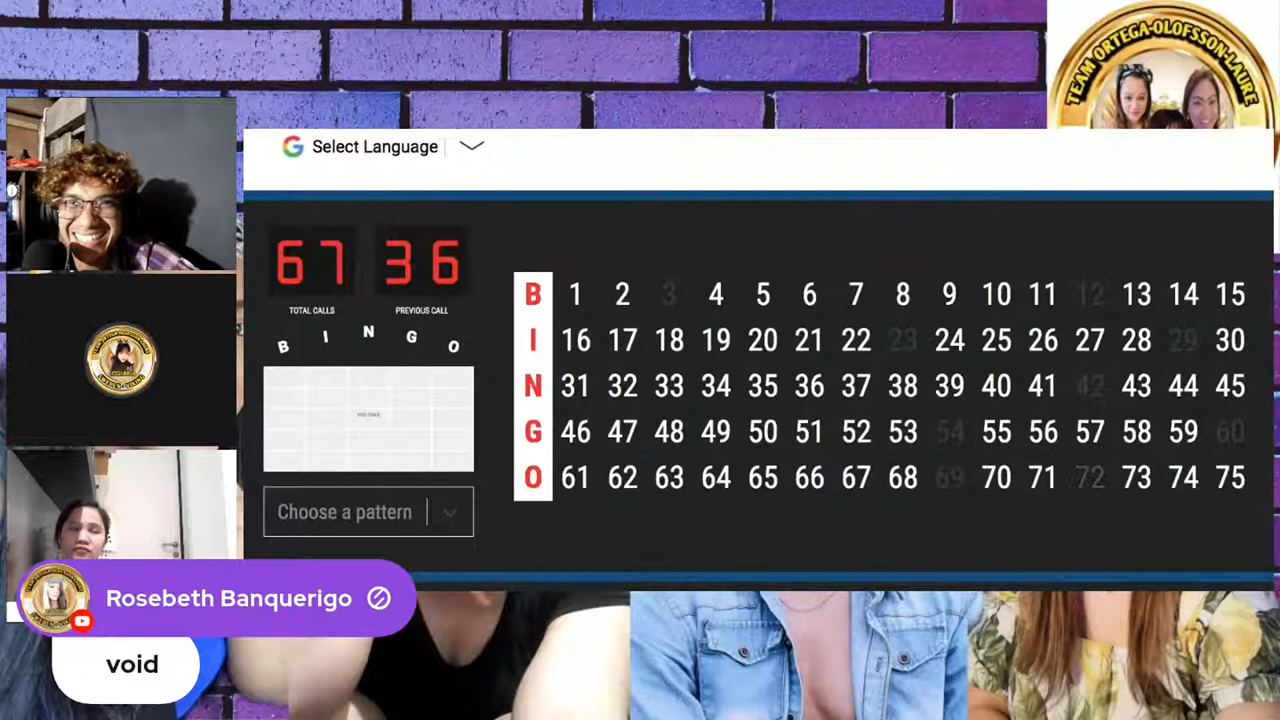 TEAM ORTEGA-OLOFSSON-LAURE
Select Language
67 36
TOTAL CALLS PREVIOUS CALL
B I N G O
Choose a pattern
B 1 2 3 4 5 6 7 8 9 10 11 12 13 14 15
I 16 17 18 19 20 21 22 23 24 25 26 27 28 29 30
N 31 32 33 34 35 36 37 38 39 40 41 42 43 44 45
G 46 47 48 49 50 51 52 53 54 55 56 57 58 59 60
O 61 62 63 64 65 66 67 68 69 70 71 72 73 74 75
Rosebeth Banquerigo
void